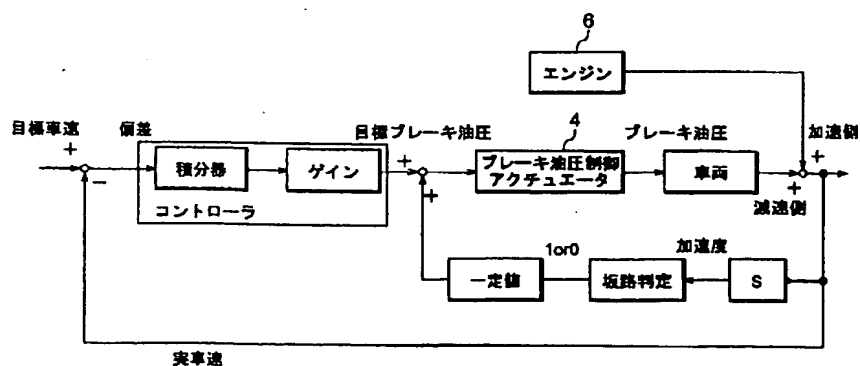 6
エンジン
目標車速
偏差
目標ブレーキ油圧
4
ブレーキ油圧
加速側
+
-
積分器
ゲイン
コントローラ
+
+
ブレーキ油圧制御
アクチュエータ
車両
+
+
減速側
1or0
加速度
一定値
坂路判定
S
実車速